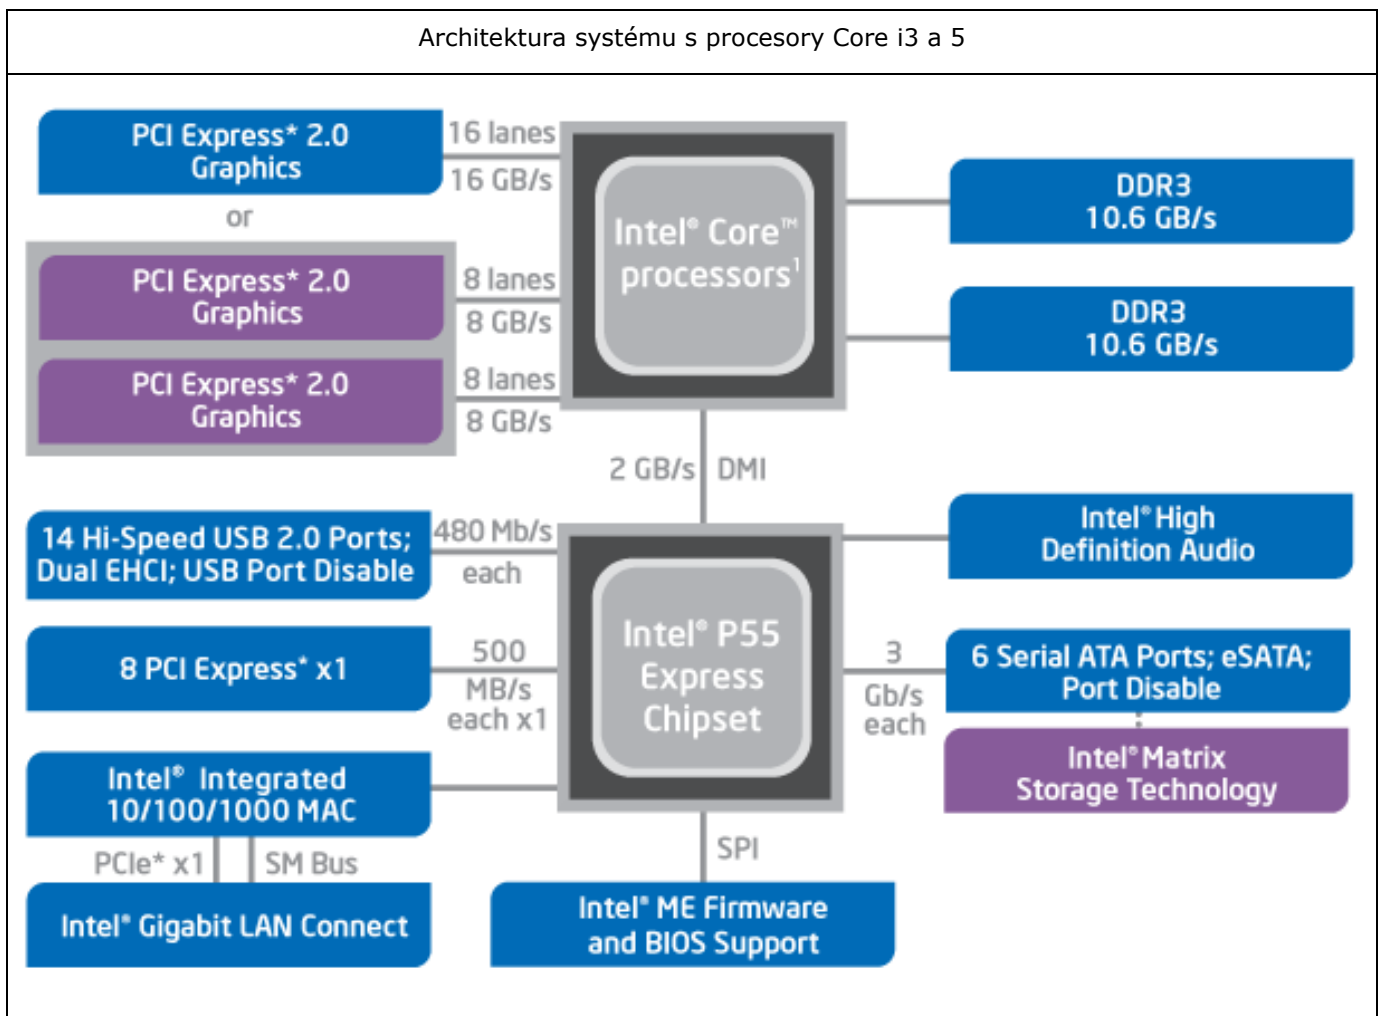 Architektura systému s procesory Core i3 a 5
PCI Express* 2.0
Graphics
16 lanes
16 GB/s
or
PCI Express* 2.0
Graphics
8 lanes
8 GB/s
PCI Express* 2.0
Graphics
8 lanes
8 GB/s
Intel® Core™
processors¹
DDR3
10.6 GB/s
DDR3
10.6 GB/s
2 GB/s DMI
14 Hi-Speed USB 2.0 Ports;
Dual EHCI; USB Port Disable
480 Mb/s
each
8 PCI Express* x1
500
MB/s
each x1
Intel® Integrated
10/100/1000 MAC
PCIe* x1
SM Bus
Intel® Gigabit LAN Connect
Intel® P55
Express
Chipset
Intel® High
Definition Audio
3
Gb/s
each
6 Serial ATA Ports; eSATA;
Port Disable
Intel® Matrix
Storage Technology
SPI
Intel® ME Firmware
and BIOS Support